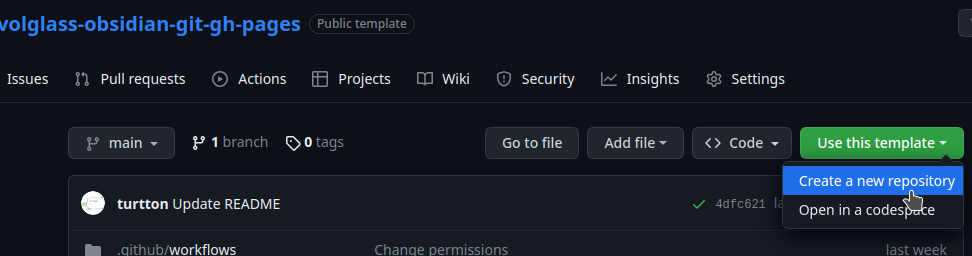 volglass-obsidian-git-gh-pages Public template
Issues Pull requests Actions Projects Wiki Security Insights Settings
main 1 branch 0 tags Go to file Add file Code Use this template
Create a new repository
turtton Update README 4dfc621
Open in a codespace
.github/workflows Change permissions last week